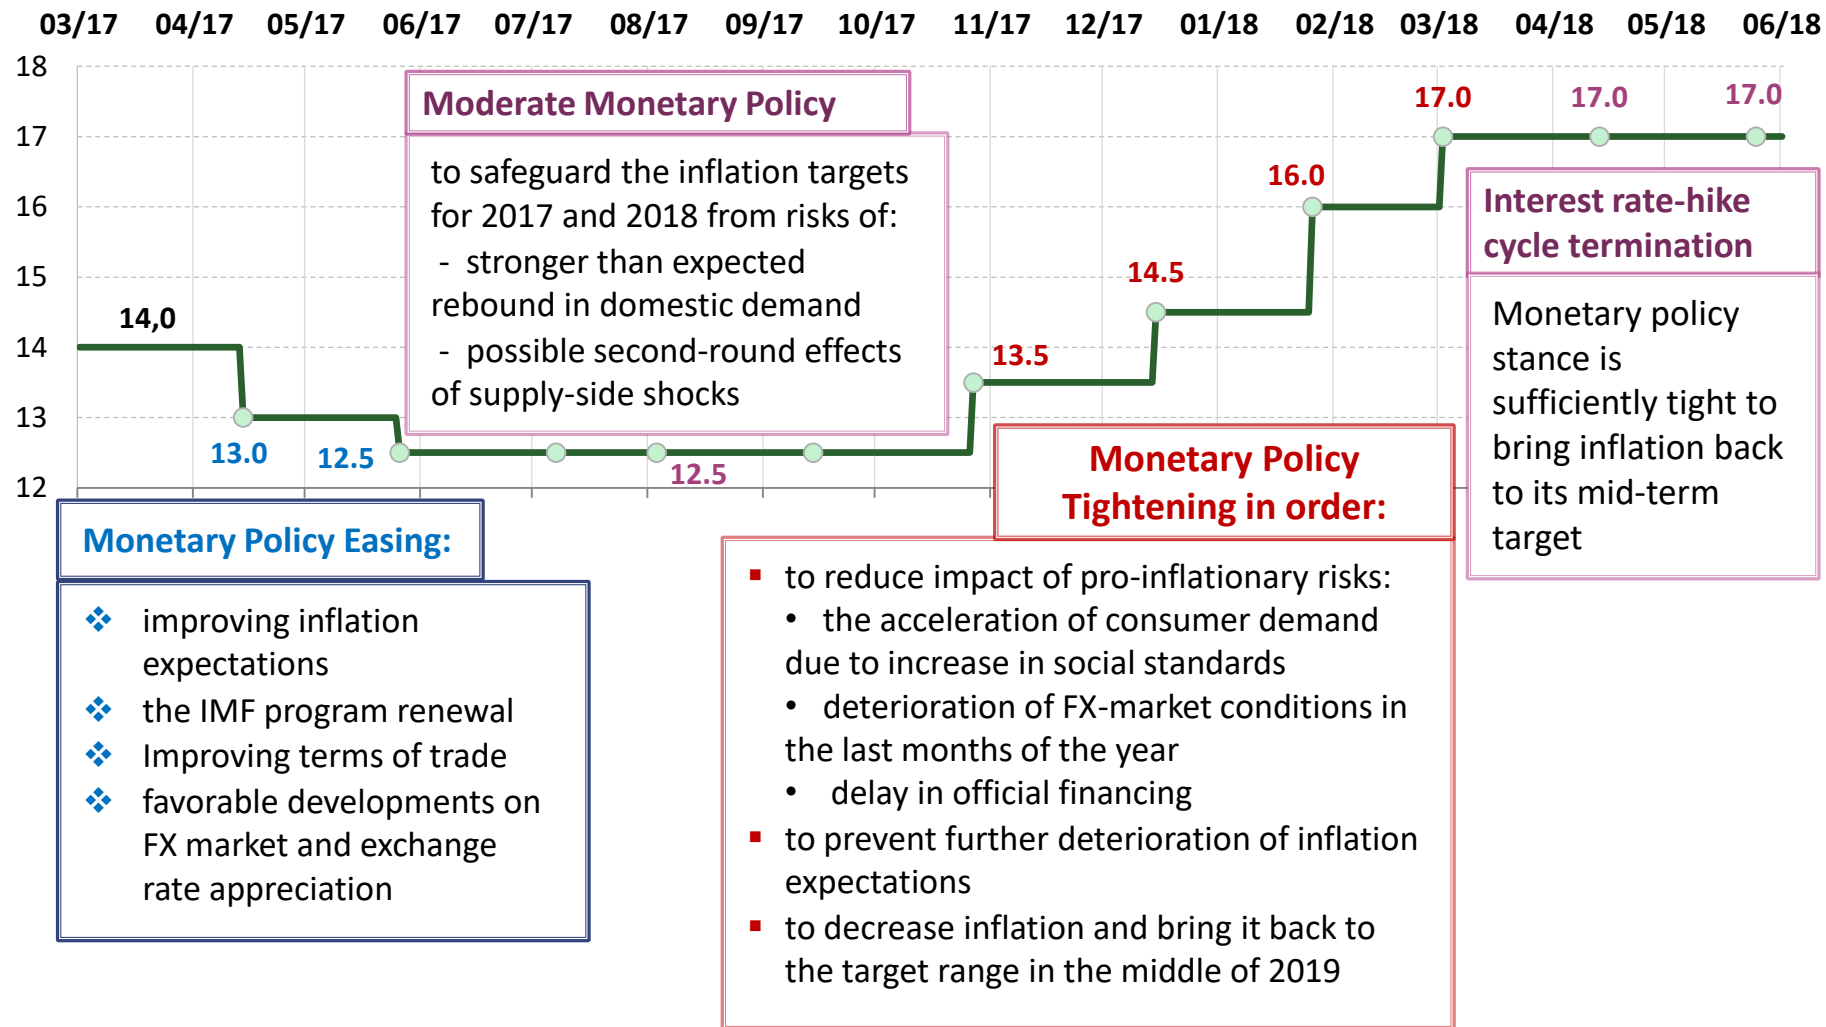 03/17 04/17 05/17 06/17 07/17 08/17 09/17 10/17 11/17 12/17 01/18 02/18 03/18 04/18 05/18 06/18
18
17
16
15
14
13
12
14,0
13.0
12.5
12.5
13.5
14.5
16.0
17.0
17.0
17.0
Moderate Monetary Policy
to safeguard the inflation targets
for 2017 and 2018 from risks of:
- stronger than expected
rebound in domestic demand
- possible second-round effects
of supply-side shocks
Interest rate-hike
cycle termination
Monetary policy
stance is
sufficiently tight to
bring inflation back
to its mid-term
target
Monetary Policy Easing:
❖ improving inflation
expectations
❖ the IMF program renewal
❖ Improving terms of trade
❖ favorable developments on
FX market and exchange
rate appreciation
Monetary Policy
Tightening in order:
▪ to reduce impact of pro-inflationary risks:
• the acceleration of consumer demand
due to increase in social standards
• deterioration of FX-market conditions in
the last months of the year
• delay in official financing
▪ to prevent further deterioration of inflation
expectations
▪ to decrease inflation and bring it back to
the target range in the middle of 2019